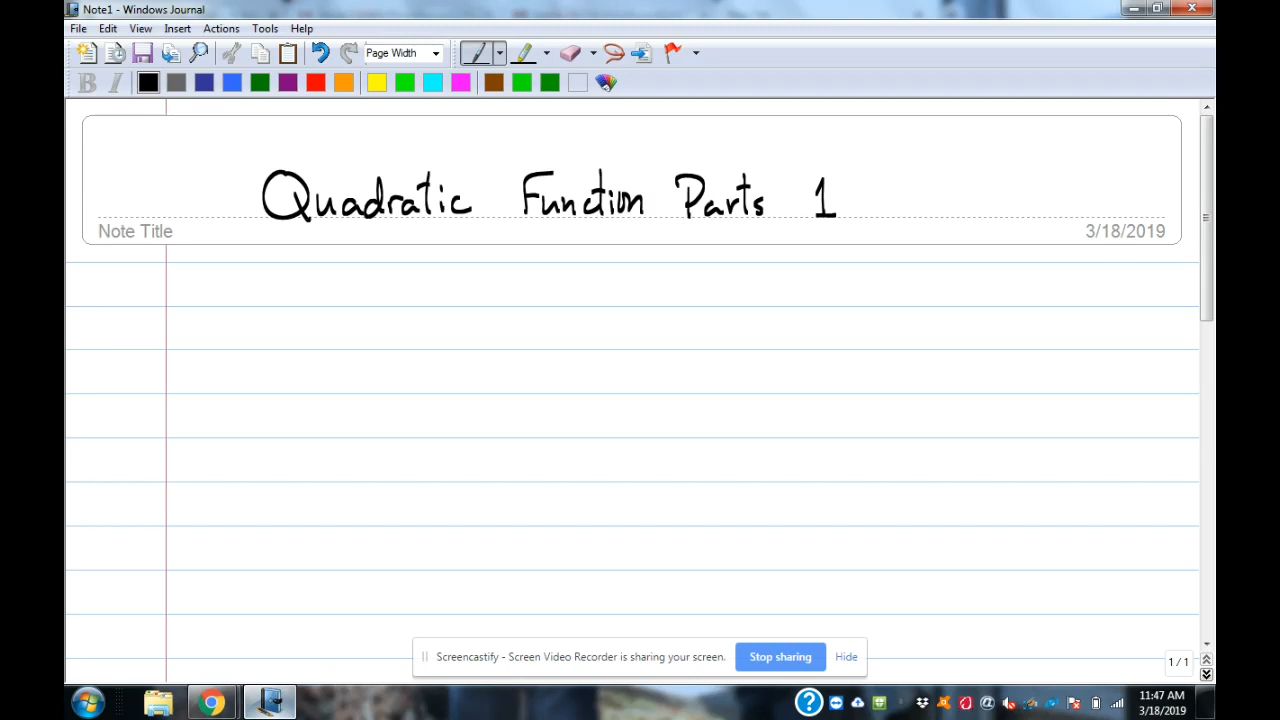 Note1 - Windows Journal
File Edit View Insert Actions Tools Help
Page Width
B I
Quadratic Function Parts 1
Note Title 3/18/2019
Screencastify - Screen Video Recorder is sharing your screen. Stop sharing Hide
1 / 1
11:47 AM
3/18/2019